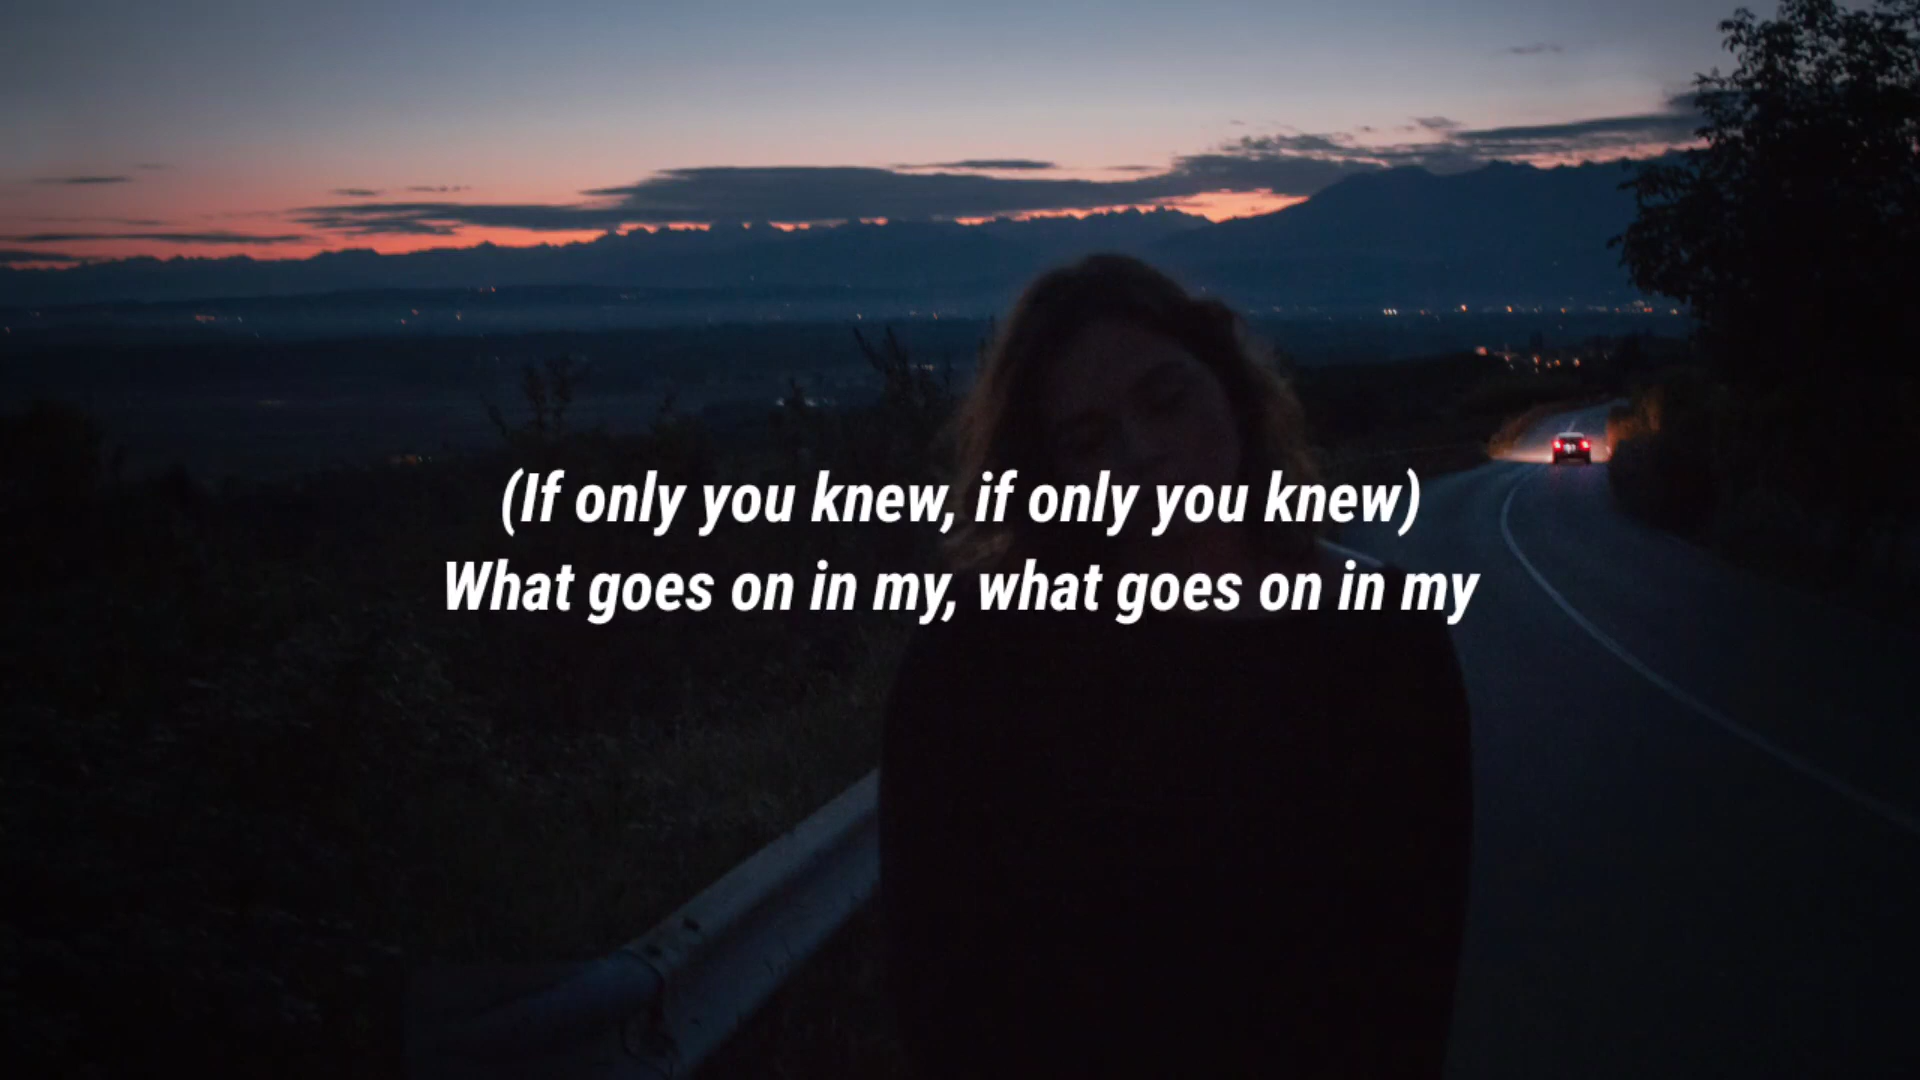 (If only you knew, if only you knew)
What goes on in my, what goes on in my